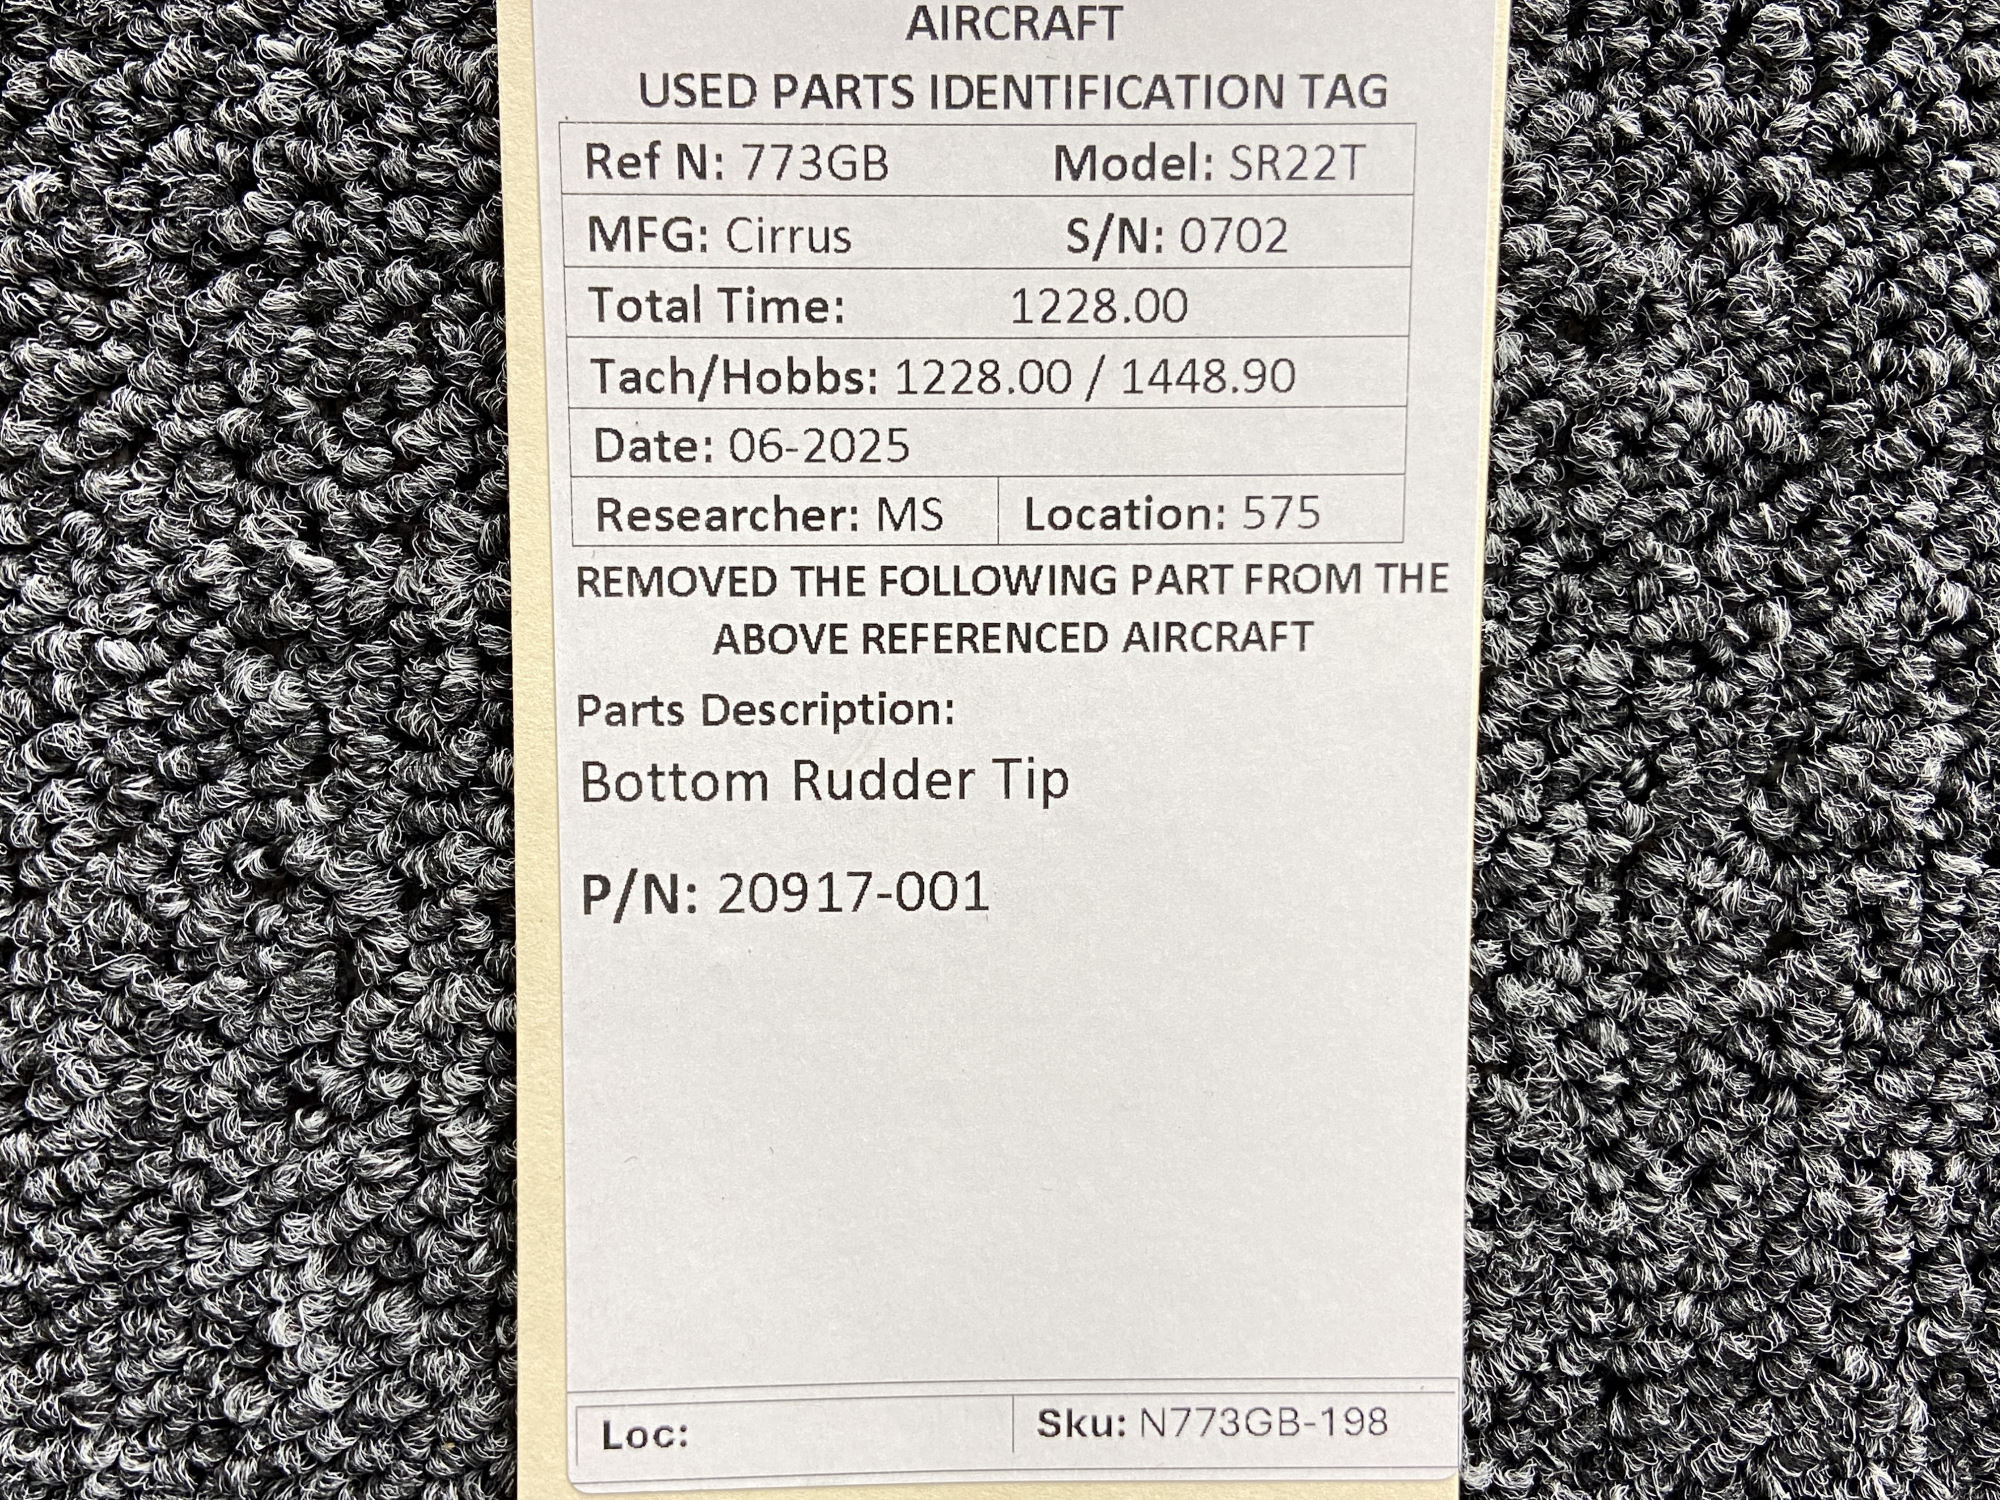 AIRCRAFT
USED PARTS IDENTIFICATION TAG
Ref N: 773GB Model: SR22T
MFG: Cirrus S/N: 0702
Total Time: 1228.00
Tach/Hobbs: 1228.00 / 1448.90
Date: 06-2025
Researcher: MS Location: 575
REMOVED THE FOLLOWING PART FROM THE
ABOVE REFERENCED AIRCRAFT
Parts Description:
Bottom Rudder Tip
P/N: 20917-001
Loc: Sku: N773GB-198